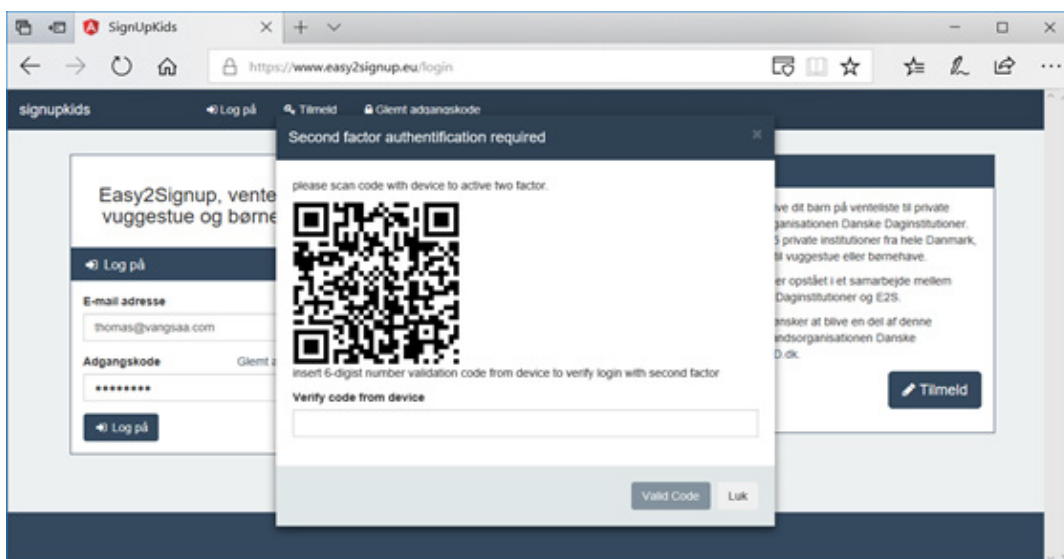 SignUpKids
https://www.easy2signup.eu/login
signupkids
Log på
Tilmeld
Glemt adgangskode
Second factor authentification required
please scan code with device to active two factor.
insert 6-digist number validation code from device to verify login with second factor
Verify code from device
Valid Code
Luk
Easy2Signup, vente
vuggestue og børne
Log på
E-mail adresse
thomas@vangsaa.com
Adgangskode
Glemt a
Log på
ive dit barn på venteliste til private
ganisationen Danske Daginstitutioner.
5 private institutioner fra hele Danmark,
til vuggestue eller børnehave.
er opstået i et samarbejde mellem
Daginstitutioner og E2S.
ønsker at blive en del af denne
andsorganisationen Danske
D.dk.
Tilmeld